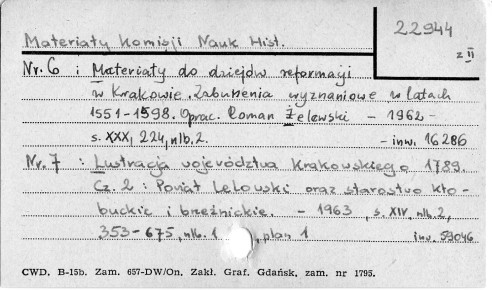 Materiały Komisji Nauk Hist.
22944
z II
Nr. 6 : Materiały do dziejów reformacji
w Krakowie. Zaburzenia wyznaniowe w latach
1551-1598. Oprac. Roman Żelewski - 1962 -
s. XXX, 224, nlb. 2. - inw. 16286
Nr. 7 : Lustracja województwa Krakowskiego 1789.
Cz. 2 : Powiat Lelowski oraz starostwo kło-
buckie i brzeźnickie. - 1963, s. XIV, nlb. 2,
353-675, nlb. 1, plan 1 inw. 59046
CWD. B-15b. Zam. 657-DW/On. Zakł. Graf. Gdańsk, zam. nr 1795.